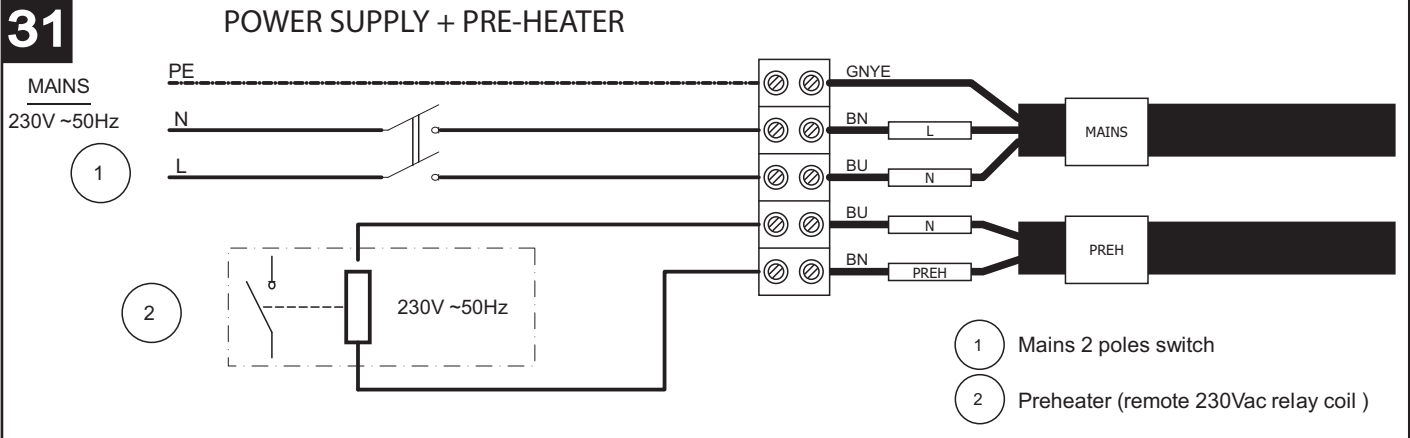 31
POWER SUPPLY + PRE-HEATER
MAINS
230V ~50Hz
1
PE
N
L
GNYE
BN
L
BU
N
MAINS
BU
N
BN
PREH
PREH
2
230V ~50Hz
1 Mains 2 poles switch
2 Preheater (remote 230Vac relay coil )